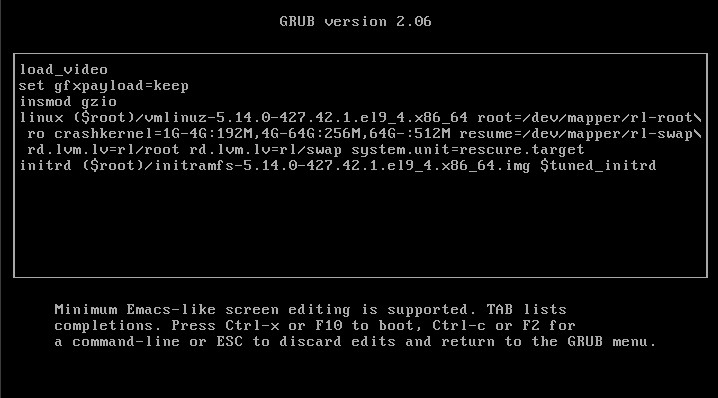 GRUB version 2.06
load_video
set gfxpayload=keep
insmod gzio
linux ($root)/vmlinuz-5.14.0-427.42.1.el9_4.x86_64 root=/dev/mapper/rl-root\
ro crashkernel=1G-4G:192M,4G-64G:256M,64G-:512M resume=/dev/mapper/rl-swap\
rd.lvm.lv=rl/root rd.lvm.lv=rl/swap system.unit=rescure.target
initrd ($root)/initramfs-5.14.0-427.42.1.el9_4.x86_64.img $tuned_initrd
Minimum Emacs-like screen editing is supported. TAB lists
completions. Press Ctrl-x or F10 to boot, Ctrl-c or F2 for
a command-line or ESC to discard edits and return to the GRUB menu.